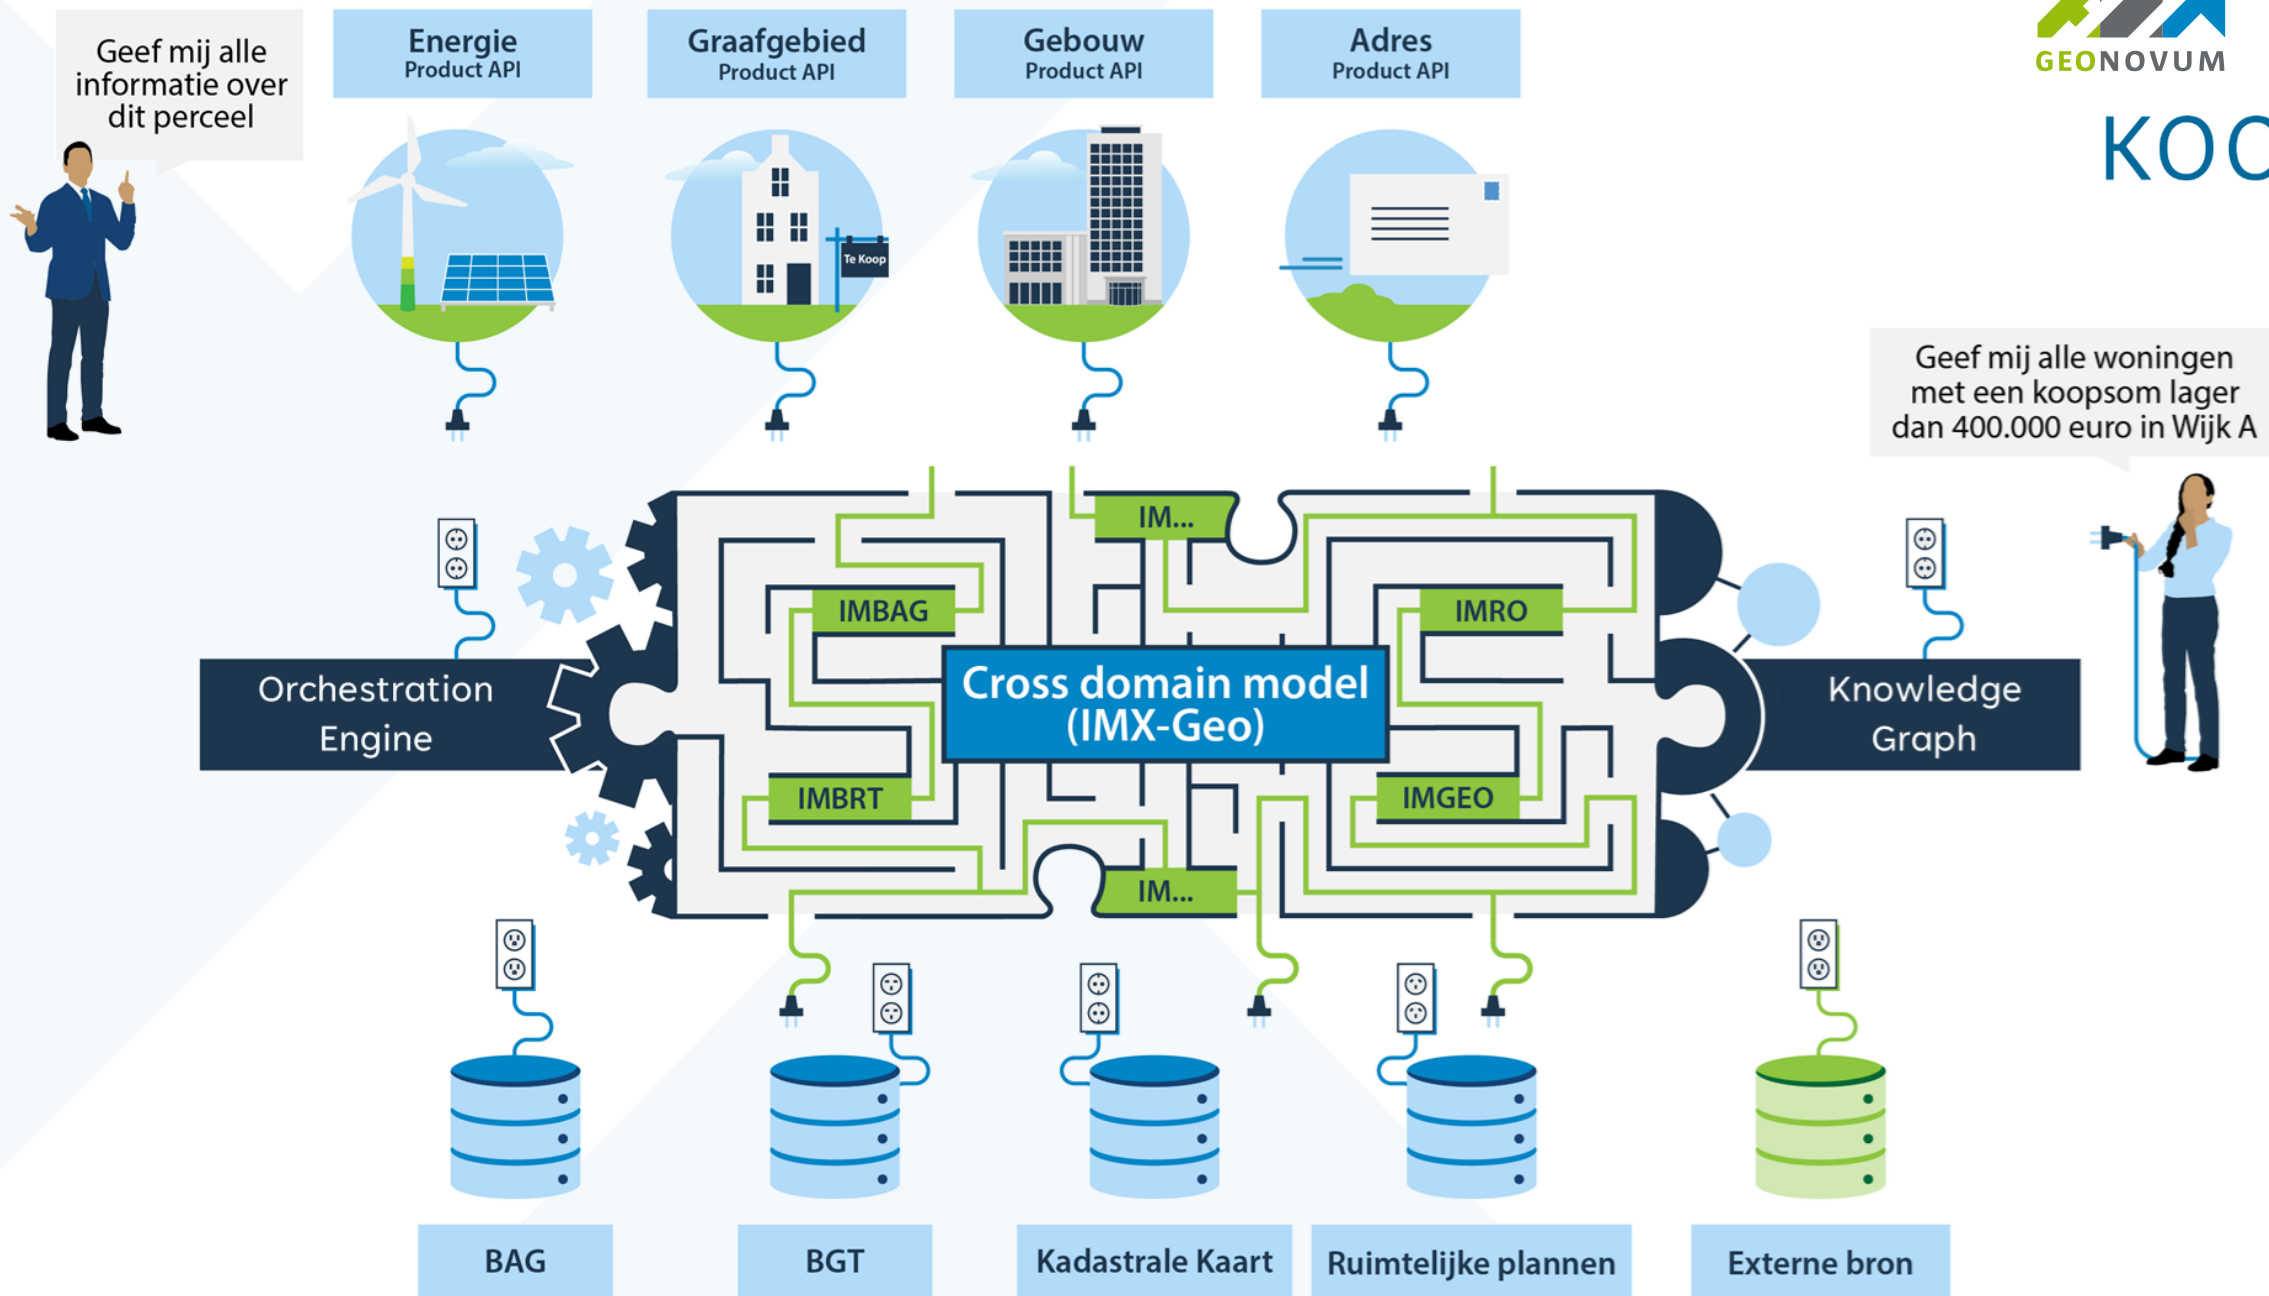 Geef mij alle
informatie over
dit perceel
Energie
Product API
Graafgebied
Product API
Gebouw
Product API
Adres
Product API
GEONOVUM
KOO
Te Koop
Geef mij alle woningen
met een koopsom lager
dan 400.000 euro in Wijk A
IM...
IMBAG
IMRO
Orchestration
Engine
Cross domain model
(IMX-Geo)
Knowledge
Graph
IMBRT
IMGEO
IM...
BAG
BGT
Kadastrale Kaart
Ruimtelijke plannen
Externe bron